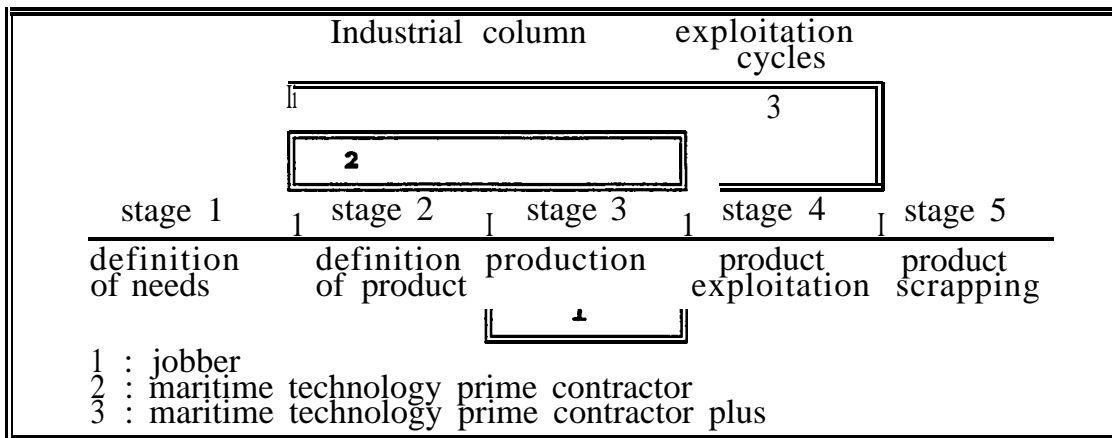 Industrial column exploitation
cycles
3
2
stage 1 stage 2 stage 3 stage 4 stage 5
definition definition production product product
of needs of product exploitation scrapping
1
1 : jobber
2 : maritime technology prime contractor
3 : maritime technology prime contractor plus